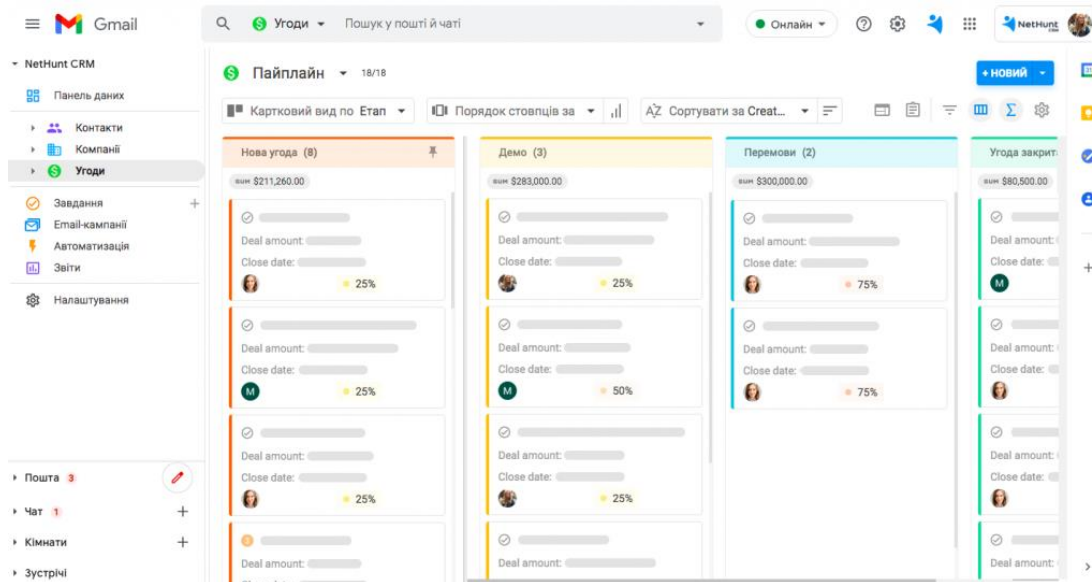 Gmail
Угоди
Пошук у пошті й чаті
Онлайн
NetHunt
CRM
NetHunt CRM
Панель даних
Контакти
Компанії
Угоди
Завдання
Email-кампанії
Автоматизація
Звіти
Налаштування
Пошта 3
Чат 1
Кімнати
Зустрічі
Пайплайн 18/18
+ НОВИЙ
Картковий вид по Етап
Порядок стовпців за
AZ Сортувати за Creat...
Нова угода (8)
SUM $211,260.00
Deal amount:
Close date:
25%
Deal amount:
Close date:
M
25%
Deal amount:
Close date:
25%
3
Deal amount:
Демо (3)
SUM $283,000.00
Deal amount:
Close date:
25%
Deal amount:
Close date:
M
50%
Deal amount:
Close date:
25%
Deal amount:
Перемови (2)
SUM $300,000.00
Deal amount:
Close date:
75%
Deal amount:
Close date:
75%
Угода закрит
SUM $80,500.00
Deal amount:
Close date:
M
Deal amount:
Close date:
Deal amount:
Close date:
Deal amount: